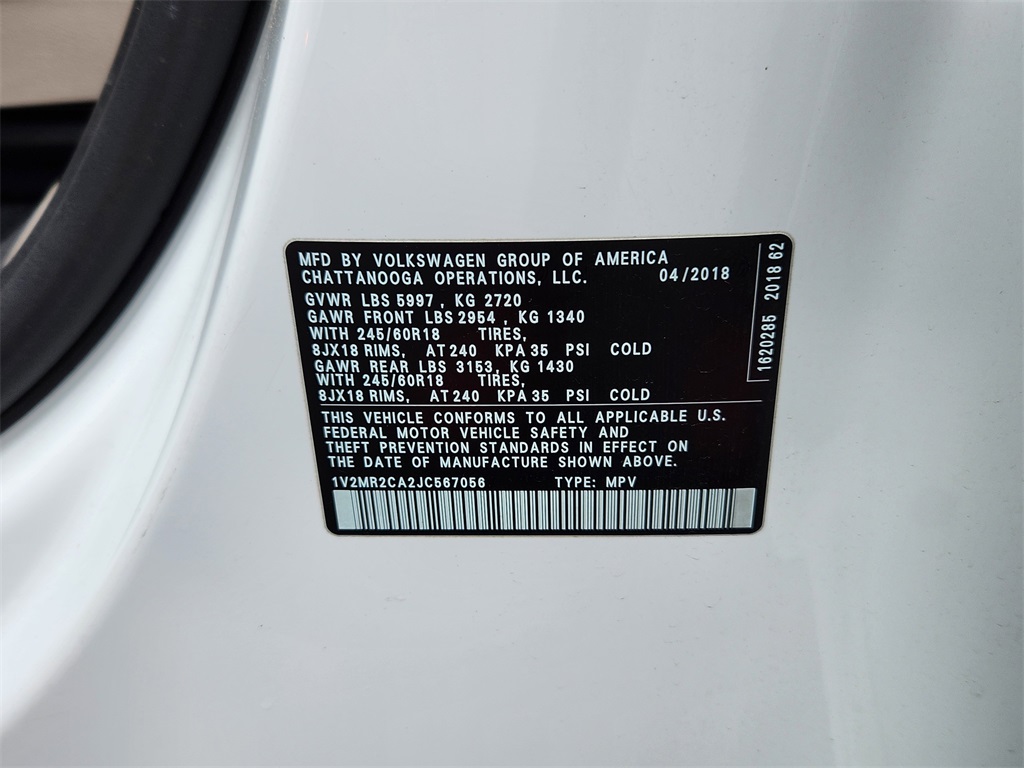 MFD BY VOLKSWAGEN GROUP OF AMERICA
CHATTANOOGA OPERATIONS, LLC. 04/2018
GVWR LBS 5997, KG 2720
GAWR FRONT LBS 2954, KG 1340
WITH 245/60R18 TIRES,
8JX18 RIMS, AT 240 KPA 35 PSI COLD
GAWR REAR LBS 3153, KG 1430
WITH 245/60R18 TIRES,
8JX18 RIMS, AT 240 KPA 35 PSI COLD
THIS VEHICLE CONFORMS TO ALL APPLICABLE U.S.
FEDERAL MOTOR VEHICLE SAFETY AND
THEFT PREVENTION STANDARDS IN EFFECT ON
THE DATE OF MANUFACTURE SHOWN ABOVE.
1V2MR2CA2JC567056 TYPE: MPV
1620285 2018 62